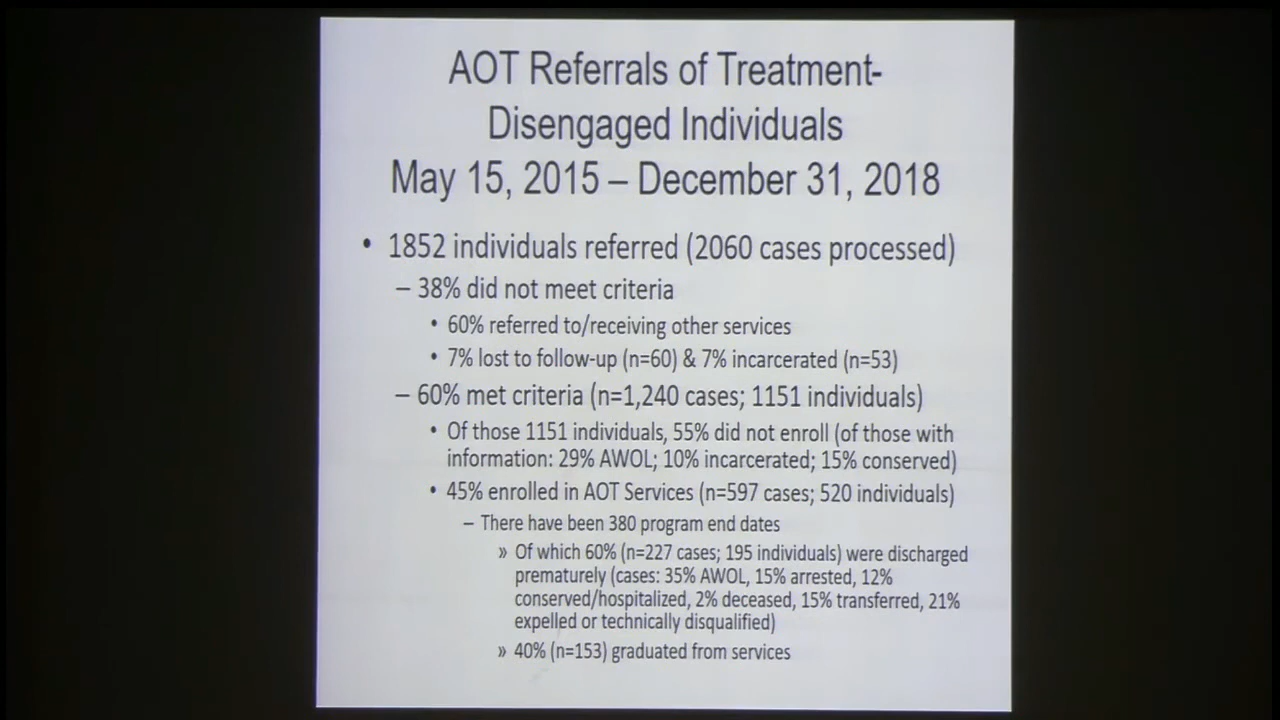 AOT Referrals of Treatment-
Disengaged Individuals
May 15, 2015 – December 31, 2018
• 1852 individuals referred (2060 cases processed)
– 38% did not meet criteria
• 60% referred to/receiving other services
• 7% lost to follow-up (n=60) & 7% incarcerated (n=53)
– 60% met criteria (n=1,240 cases; 1151 individuals)
• Of those 1151 individuals, 55% did not enroll (of those with
information: 29% AWOL; 10% incarcerated; 15% conserved)
• 45% enrolled in AOT Services (n=597 cases; 520 individuals)
– There have been 380 program end dates
» Of which 60% (n=227 cases; 195 individuals) were discharged
prematurely (cases: 35% AWOL, 15% arrested, 12%
conserved/hospitalized, 2% deceased, 15% transferred, 21%
expelled or technically disqualified)
» 40% (n=153) graduated from services